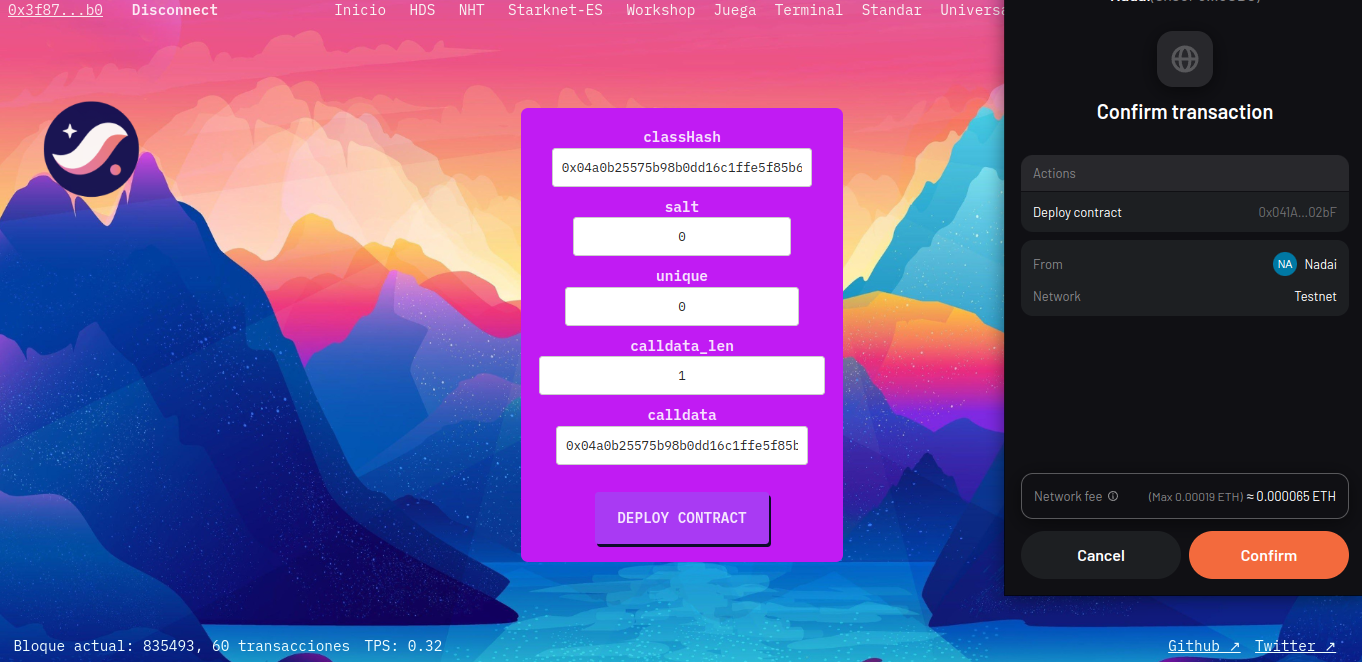 0x3f87...b0 Disconnect Inicio HDS NHT Starknet-ES Workshop Juega Terminal Standar Universa
Confirm transaction
classHash
0x04a0b25575b98b0dd16c1ffe5f85b6
salt
0
unique
0
calldata_len
1
calldata
0x04a0b25575b98b0dd16c1ffe5f85b
DEPLOY CONTRACT
Actions
Deploy contract 0x041A...02bF
From NA Nadai
Network Testnet
Network fee (Max 0.00019 ETH) ≈ 0.000065 ETH
Cancel Confirm
Bloque actual: 835493, 60 transacciones TPS: 0.32
Github ↗ Twitter ↗